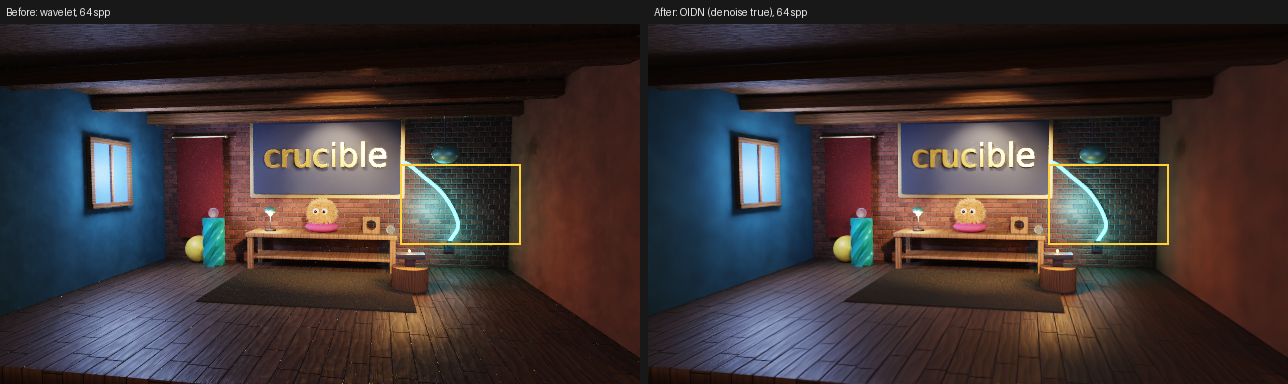 Before: wavelet, 64 spp
After: OIDN (denoise true), 64 spp
crucible
crucible